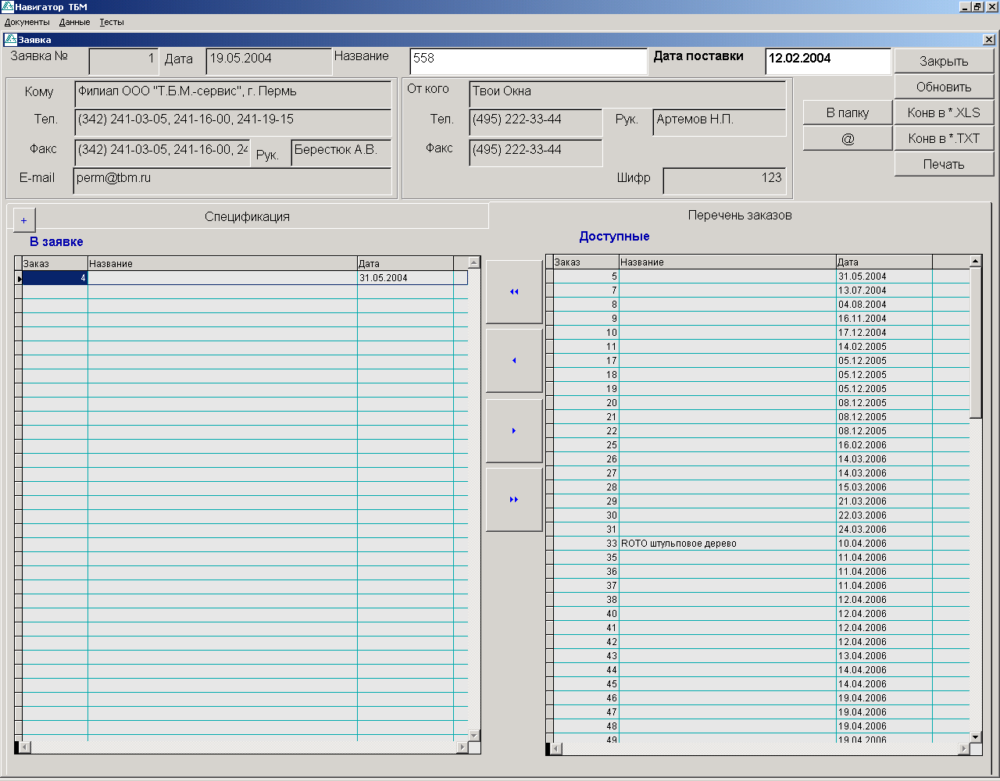 Навигатор ТБМ
Документы Данные Тесты
Заявка
Заявка № 1 Дата 19.05.2004 Название 558 Дата поставки 12.02.2004 Закрыть
Обновить
Кому Филиал ООО "Т.Б.М.-сервис", г. Пермь От кого Твои Окна
В папку Конв в *.XLS
Тел. (342) 241-03-05, 241-16-00, 241-19-15 Тел. (495) 222-33-44 Рук. Артемов Н.П.
@ Конв в *.TXT
Факс (342) 241-03-05, 241-16-00, 24 Рук. Берестюк А.В. Факс (495) 222-33-44
Печать
E-mail perm@tbm.ru Шифр 123
+ Спецификация Перечень заказов
В заявке Доступные
Заказ Название Дата Заказ Название Дата
4 31.05.2004 5 31.05.2004
7 13.07.2004
8 04.08.2004
9 16.11.2004
10 17.12.2004
11 14.02.2005
17 05.12.2005
18 05.12.2005
19 05.12.2005
20 08.12.2005
21 08.12.2005
22 08.12.2005
25 16.02.2006
26 14.03.2006
27 14.03.2006
28 15.03.2006
29 21.03.2006
30 22.03.2006
31 24.03.2006
33 ROTO штульповое дерево 10.04.2006
35 11.04.2006
36 11.04.2006
37 11.04.2006
38 12.04.2006
40 12.04.2006
41 12.04.2006
42 12.04.2006
43 13.04.2006
44 14.04.2006
45 14.04.2006
46 19.04.2006
47 19.04.2006
48 19.04.2006
49 19.04.2006